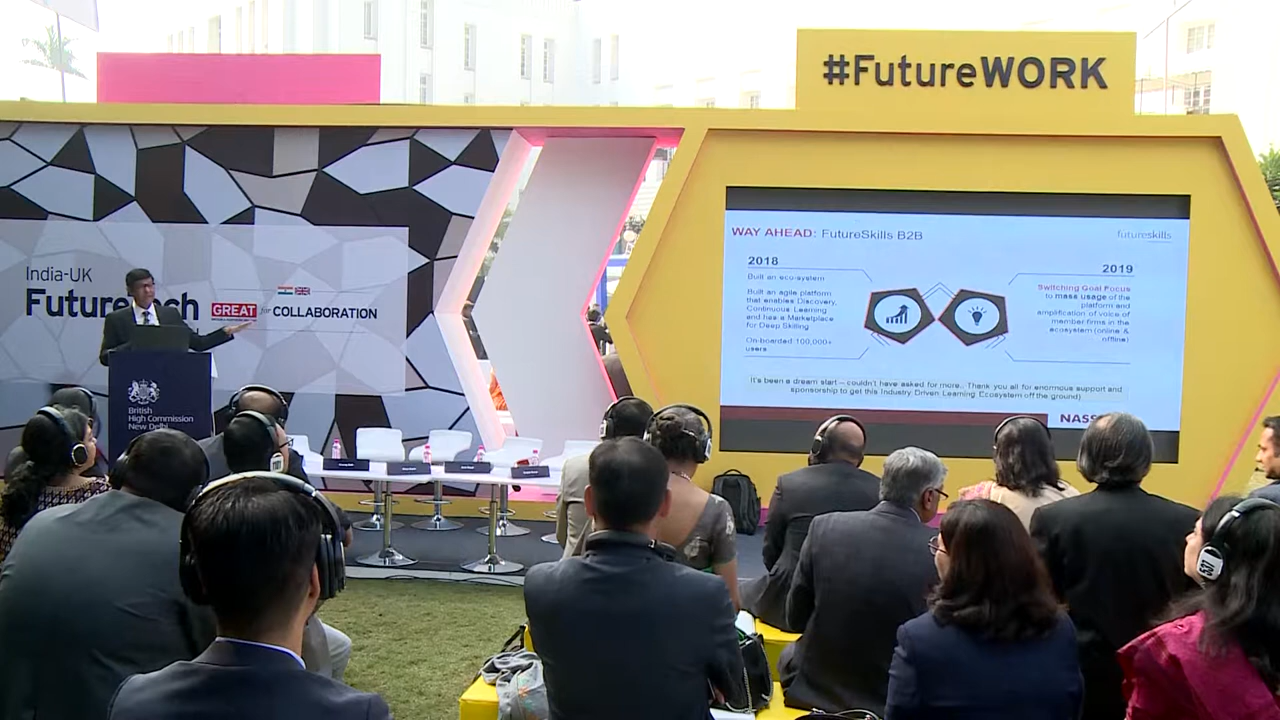 #FutureWORK
India-UK
FutureTech
GREAT for COLLABORATION
British
High Commission
New Delhi
WAY AHEAD: FutureSkills B2B
futureskills
2018
Built an eco-system
Built an agile platform
that enables Discovery,
Continuous Learning
and has a Marketplace
for Deep Skilling
On-boarded 100,000+
users
2019
Switching Goal Focus
to mass usage of the
platform and
amplification of voice of
member firms in the
ecosystem (online &
offline)
It's been a dream start – couldn't have asked for more.. Thank you all for enormous support and
sponsorship to get this Industry Driven Learning Ecosystem off the ground)
NASS
537